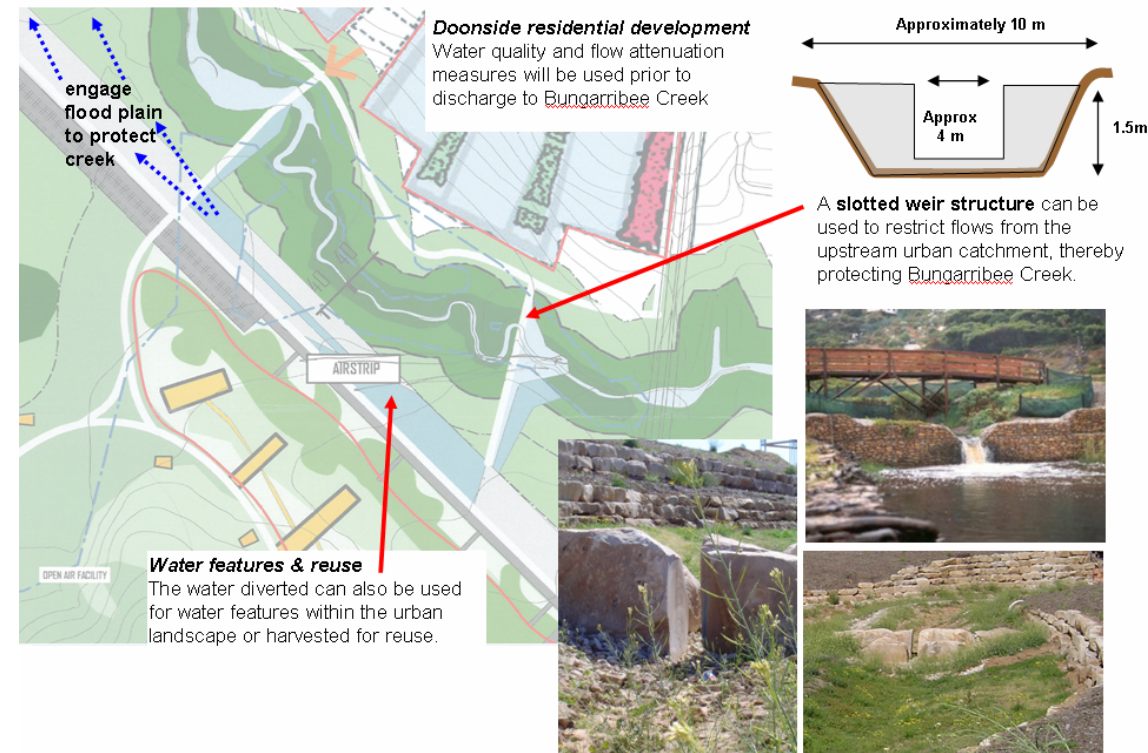 engage
flood plain
to protect
creek
Doonside residential development
Water quality and flow attenuation
measures will be used prior to
discharge to Bungarribee Creek
Approximately 10 m
Approx
4 m
1.5m
A slotted weir structure can be
used to restrict flows from the
upstream urban catchment, thereby
protecting Bungarribee Creek.
AIRSTRIP
OPEN AIR FACILITY
Water features & reuse
The water diverted can also be used
for water features within the urban
landscape or harvested for reuse.